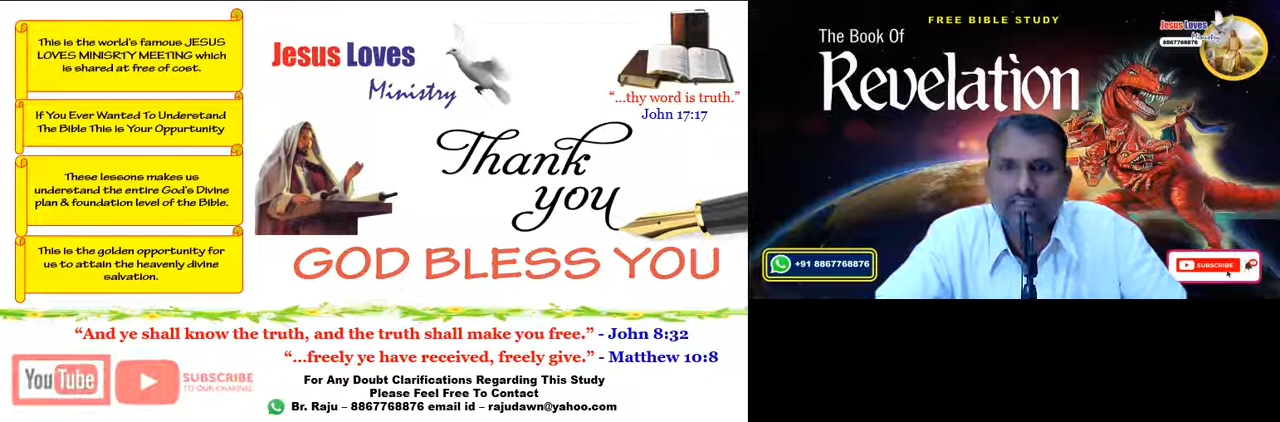 This is the world's famous JESUS
LOVES MINISRTY MEETING which
is shared at free of cost.
If You Ever Wanted To Understand
The Bible This is Your Oppurtunity
These lessons makes us
understand the entire God's Divine
plan & foundation level of the Bible.
This is the golden opportunity for
us to attain the heavenly divine
salvation.
Jesus Loves
Ministry
"...thy word is truth."
John 17:17
Thank
you
GOD BLESS YOU
"And ye shall know the truth, and the truth shall make you free." - John 8:32
"...freely ye have received, freely give." - Matthew 10:8
YouTube
SUBSCRIBE
TO OUR CHANNEL
For Any Doubt Clarifications Regarding This Study
Please Feel Free To Contact
Br. Raju – 8867768876 email id – rajudawn@yahoo.com
FREE BIBLE STUDY
The Book Of
Revelation
Jesus Loves
Ministry
8867768876
+91 8867768876
SUBSCRIBE